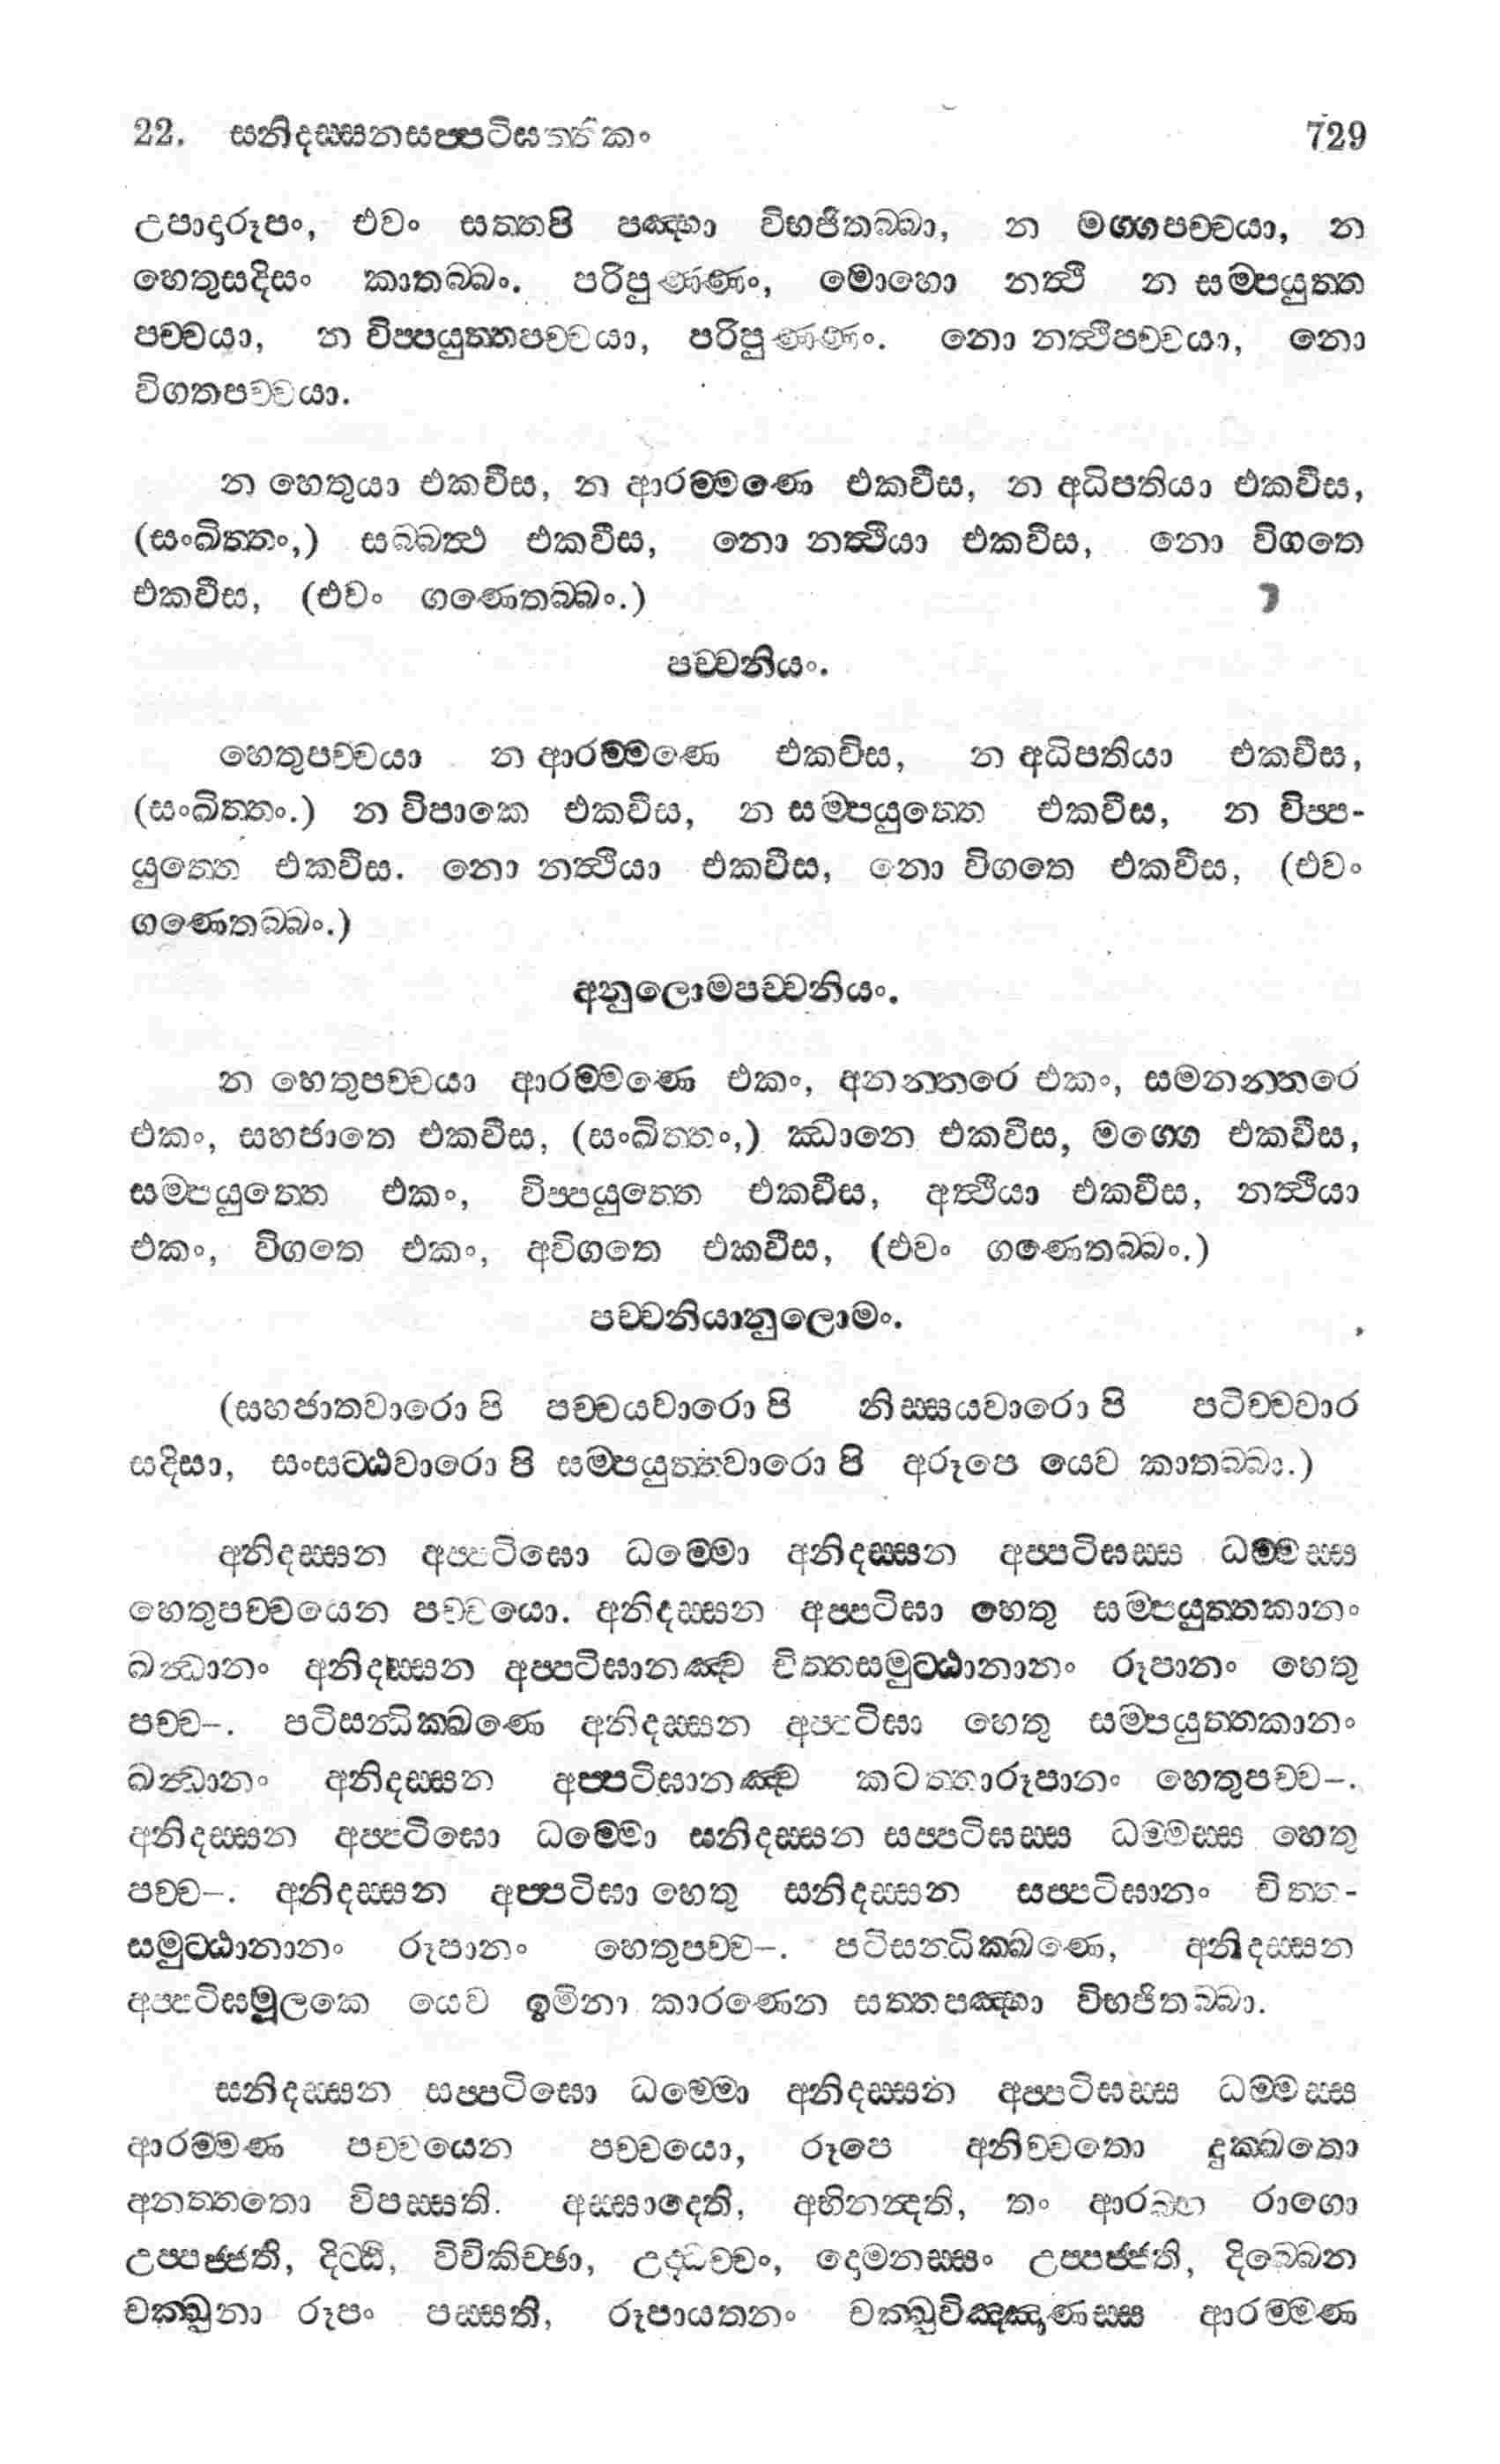 22. සනිදස්සනසප්පටිඝත්තිකං 729
උපාදාරූපං, එවං සත්තපි පඤ්හා විභජිතබ්බා, න මග්ගපච්චයා, න
හෙතුසදිසං කාතබ්බං. පරිපුණ්ණං, මොහො නත්ථි න සම්පයුත්ත
පච්චයා, න විප්පයුත්තපච්චයා, පරිපුණ්ණං. නො නත්ථිපච්චයා, නො
විගතපච්චයා.
න හෙතුයා එකවීස, න ආරම්මණෙ එකවීස, න අධිපතියා එකවීස,
(සංඛිත්තං,) සබ්බත්ථ එකවීස, නො නත්ථියා එකවීස, නො විගතෙ
එකවීස, (එවං ගණෙතබ්බං.)
පච්චනියං.
හෙතුපච්චයා න ආරම්මණෙ එකවිස, න අධිපතියා එකවීස,
(සංඛිත්තං.) න විපාකෙ එකවීස, න සම්පයුත්තෙ එකවීස, න විප්ප-
යුත්තෙ එකවීස. නො නත්ථියා එකවීස, නො විගතෙ එකවීස, (එවං
ගණෙතබ්බං.)
අනුලොමපච්චනියං.
න හෙතුපච්චයා ආරම්මණෙ එකං, අනන්තරෙ එකං, සමනන්තරෙ
එකං, සහජාතෙ එකවීස, (සංඛිත්තං,) ඣානෙ එකවිස, මග්ගෙ එකවීස,
සම්පයුත්තෙ එකං, විප්පයුත්තෙ එකවීස, අත්ථියා එකවීස, නත්ථියා
එකං, විගතෙ එකං, අවිගතෙ එකවීස, (එවං ගණෙතබ්බං.)
පච්චනියානුලොමං.
(සහජාතවාරො පි පච්චයවාරො පි නිස්සයවාරො පි පටිච්චවාර
සදිසා, සංසට්ඨවාරො පි සම්පයුත්තවාරො පි අරූපෙ යෙව කාතබ්බා.)
අනිදස්සන අප්පටිඝො ධම්මො අනිදස්සන අප්පටිඝස්ස ධම්මස්ස
හෙතුපච්චයෙන පච්චයො. අනිදස්සන අප්පටිඝා හෙතු සම්පයුත්තකානං
ඛන්ධානං අනිදස්සන අප්පටිඝානඤ්ච චිත්තසමුට්ඨානානං රූපානං හෙතු
පච්ච–. පටිසන්ධික්ඛණෙ අනිදස්සන අප්පටිඝා හෙතු සම්පයුත්තකානං
ඛන්ධානං අනිදස්සන අප්පටිඝානඤ්ච කටත්තාරූපානං හෙතුපච්ච–.
අනිදස්සන අප්පටිඝො ධම්මො සනිදස්සන සප්පටිඝස්ස ධම්මස්ස හෙතු
පච්ච–. අනිදස්සන අප්පටිඝා හෙතු සනිදස්සන සප්පටිඝානං චිත්ත-
සමුට්ඨානානං රූපානං හෙතුපච්ච–. පටිසන්ධික්ඛණෙ, අනිදස්සන
අප්පටිඝමූලකෙ යෙව ඉමිනා කාරණෙන සත්තපඤ්හා විභජිතබ්බා.
සනිදස්සන සප්පටිඝො ධම්මො අනිදස්සන අප්පටිඝස්ස ධම්මස්ස
ආරම්මණ පච්චයෙන පච්චයො, රූපෙ අනිච්චතො දුක්ඛතො
අනත්තතො විපස්සති. අස්සාදෙති, අභිනන්දති, තං ආරබ්භ රාගො
උප්පජ්ජති, දිට්ඨි, විචිකිච්ඡා, උද්ධච්චං, දොමනස්සං උප්පජ්ජති, දිබ්බෙන
චක්ඛුනා රූපං පස්සති, රූපායතනං චක්ඛුවිඤ්ඤාණස්ස ආරම්මණ